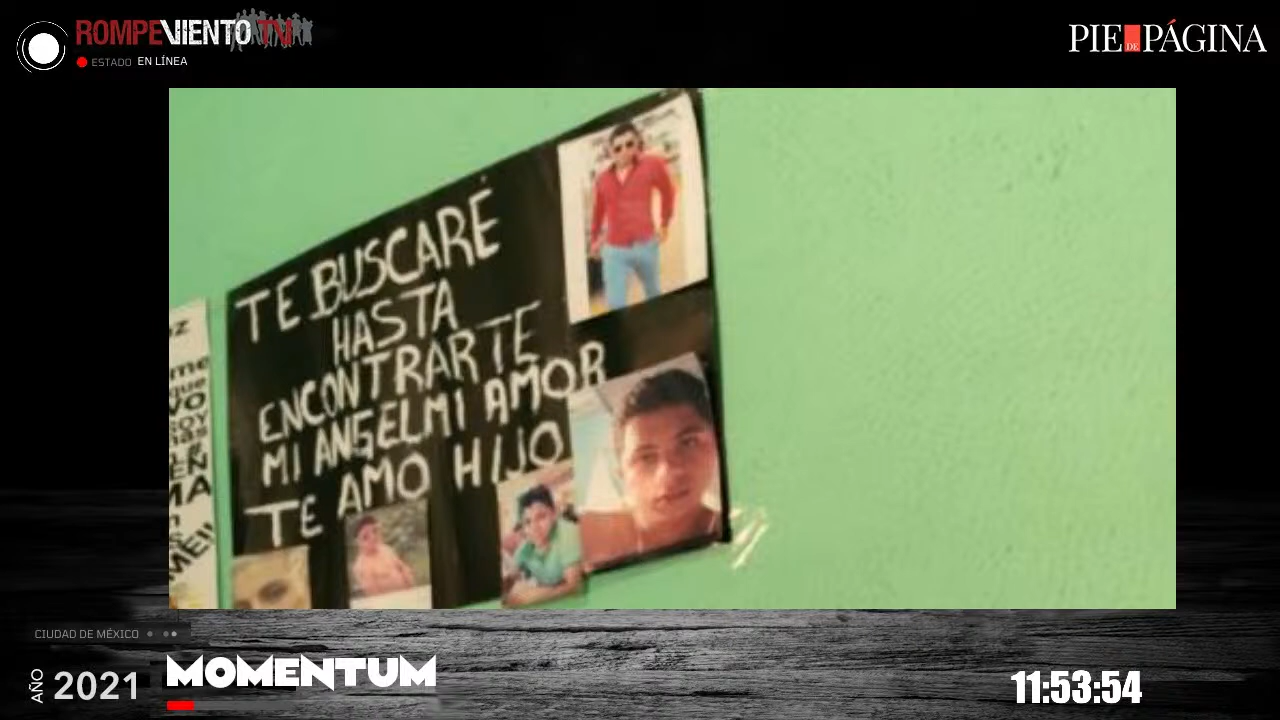 ROMPEVIENTO TV
ESTADO EN LÍNEA
PIE DE PÁGINA
TE BUSCARÉ
HASTA
ENCONTRARTE
MI ANGEL MI AMOR
TE AMO HIJO
CIUDAD DE MÉXICO
AÑO 2021
MOMENTUM
11:53:54